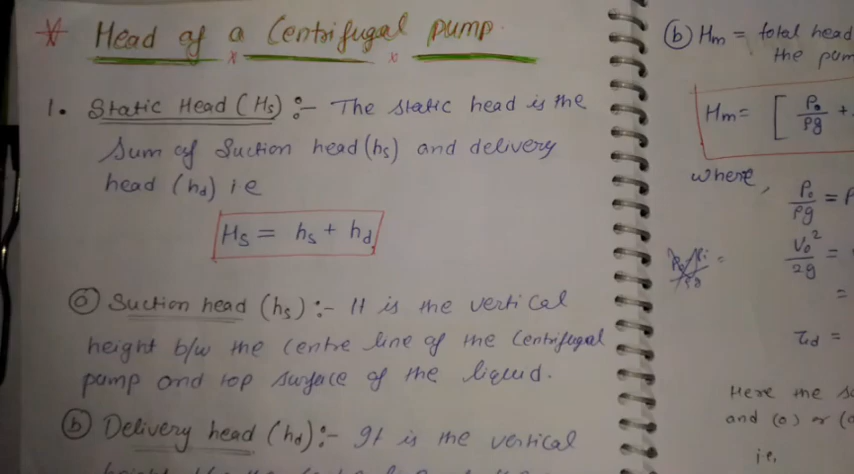 Head of a Centrifugal pump
1. Static Head (Hs) :- The static head is the
sum of Suction head (hs) and delivery
head (hd) i e
Hs = hs + hd
(a) Suction head (hs) :- It is the vertical
height b/w the centre line of the Centrifugal
pump and top surface of the liquid.
(b) Delivery head (hd) :- It is the vertical
(b) Hm = total head
the pum
Hm = [ Po/ρg +
where,
Po/ρg = P
Vo²/2g =
=
Zd =
Here the s
and (a) or (
i.e,